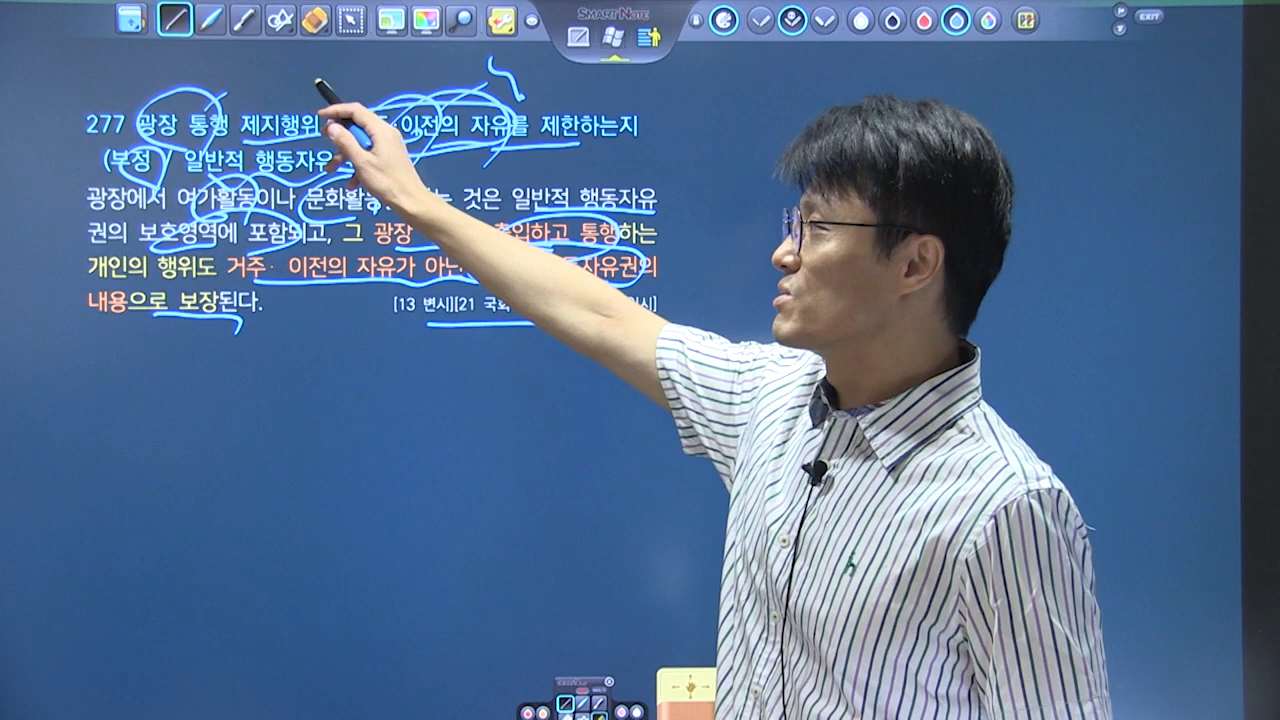 SMART NOTE
EXIT
277 광장 통행 제지행위 이전의 자유를 제한하는지
(부정 / 일반적 행동자유
광장에서 여가활동이나 문화활동 것은 일반적 행동자유
권의 보호영역에 포함되고, 그 광장 출입하고 통행하는
개인의 행위도 거주· 이전의 자유가 자유권의
내용으로 보장된다. [13 변시][21 국회